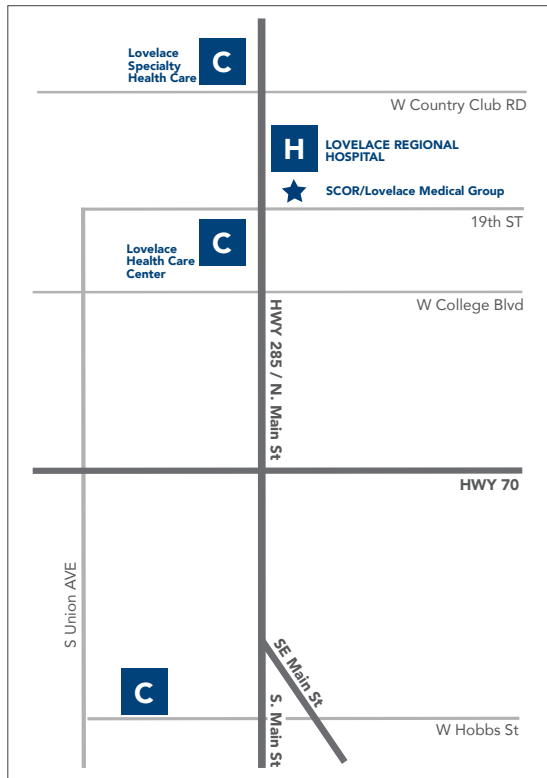 Lovelace
Specialty
Health Care
C
W Country Club RD
H
LOVELACE REGIONAL
HOSPITAL
SCOR/Lovelace Medical Group
19th ST
C
Lovelace
Health Care
Center
W College Blvd
HWY 285 / N. Main St
HWY 70
S Union AVE
SE Main St
C
S. Main St
W Hobbs St